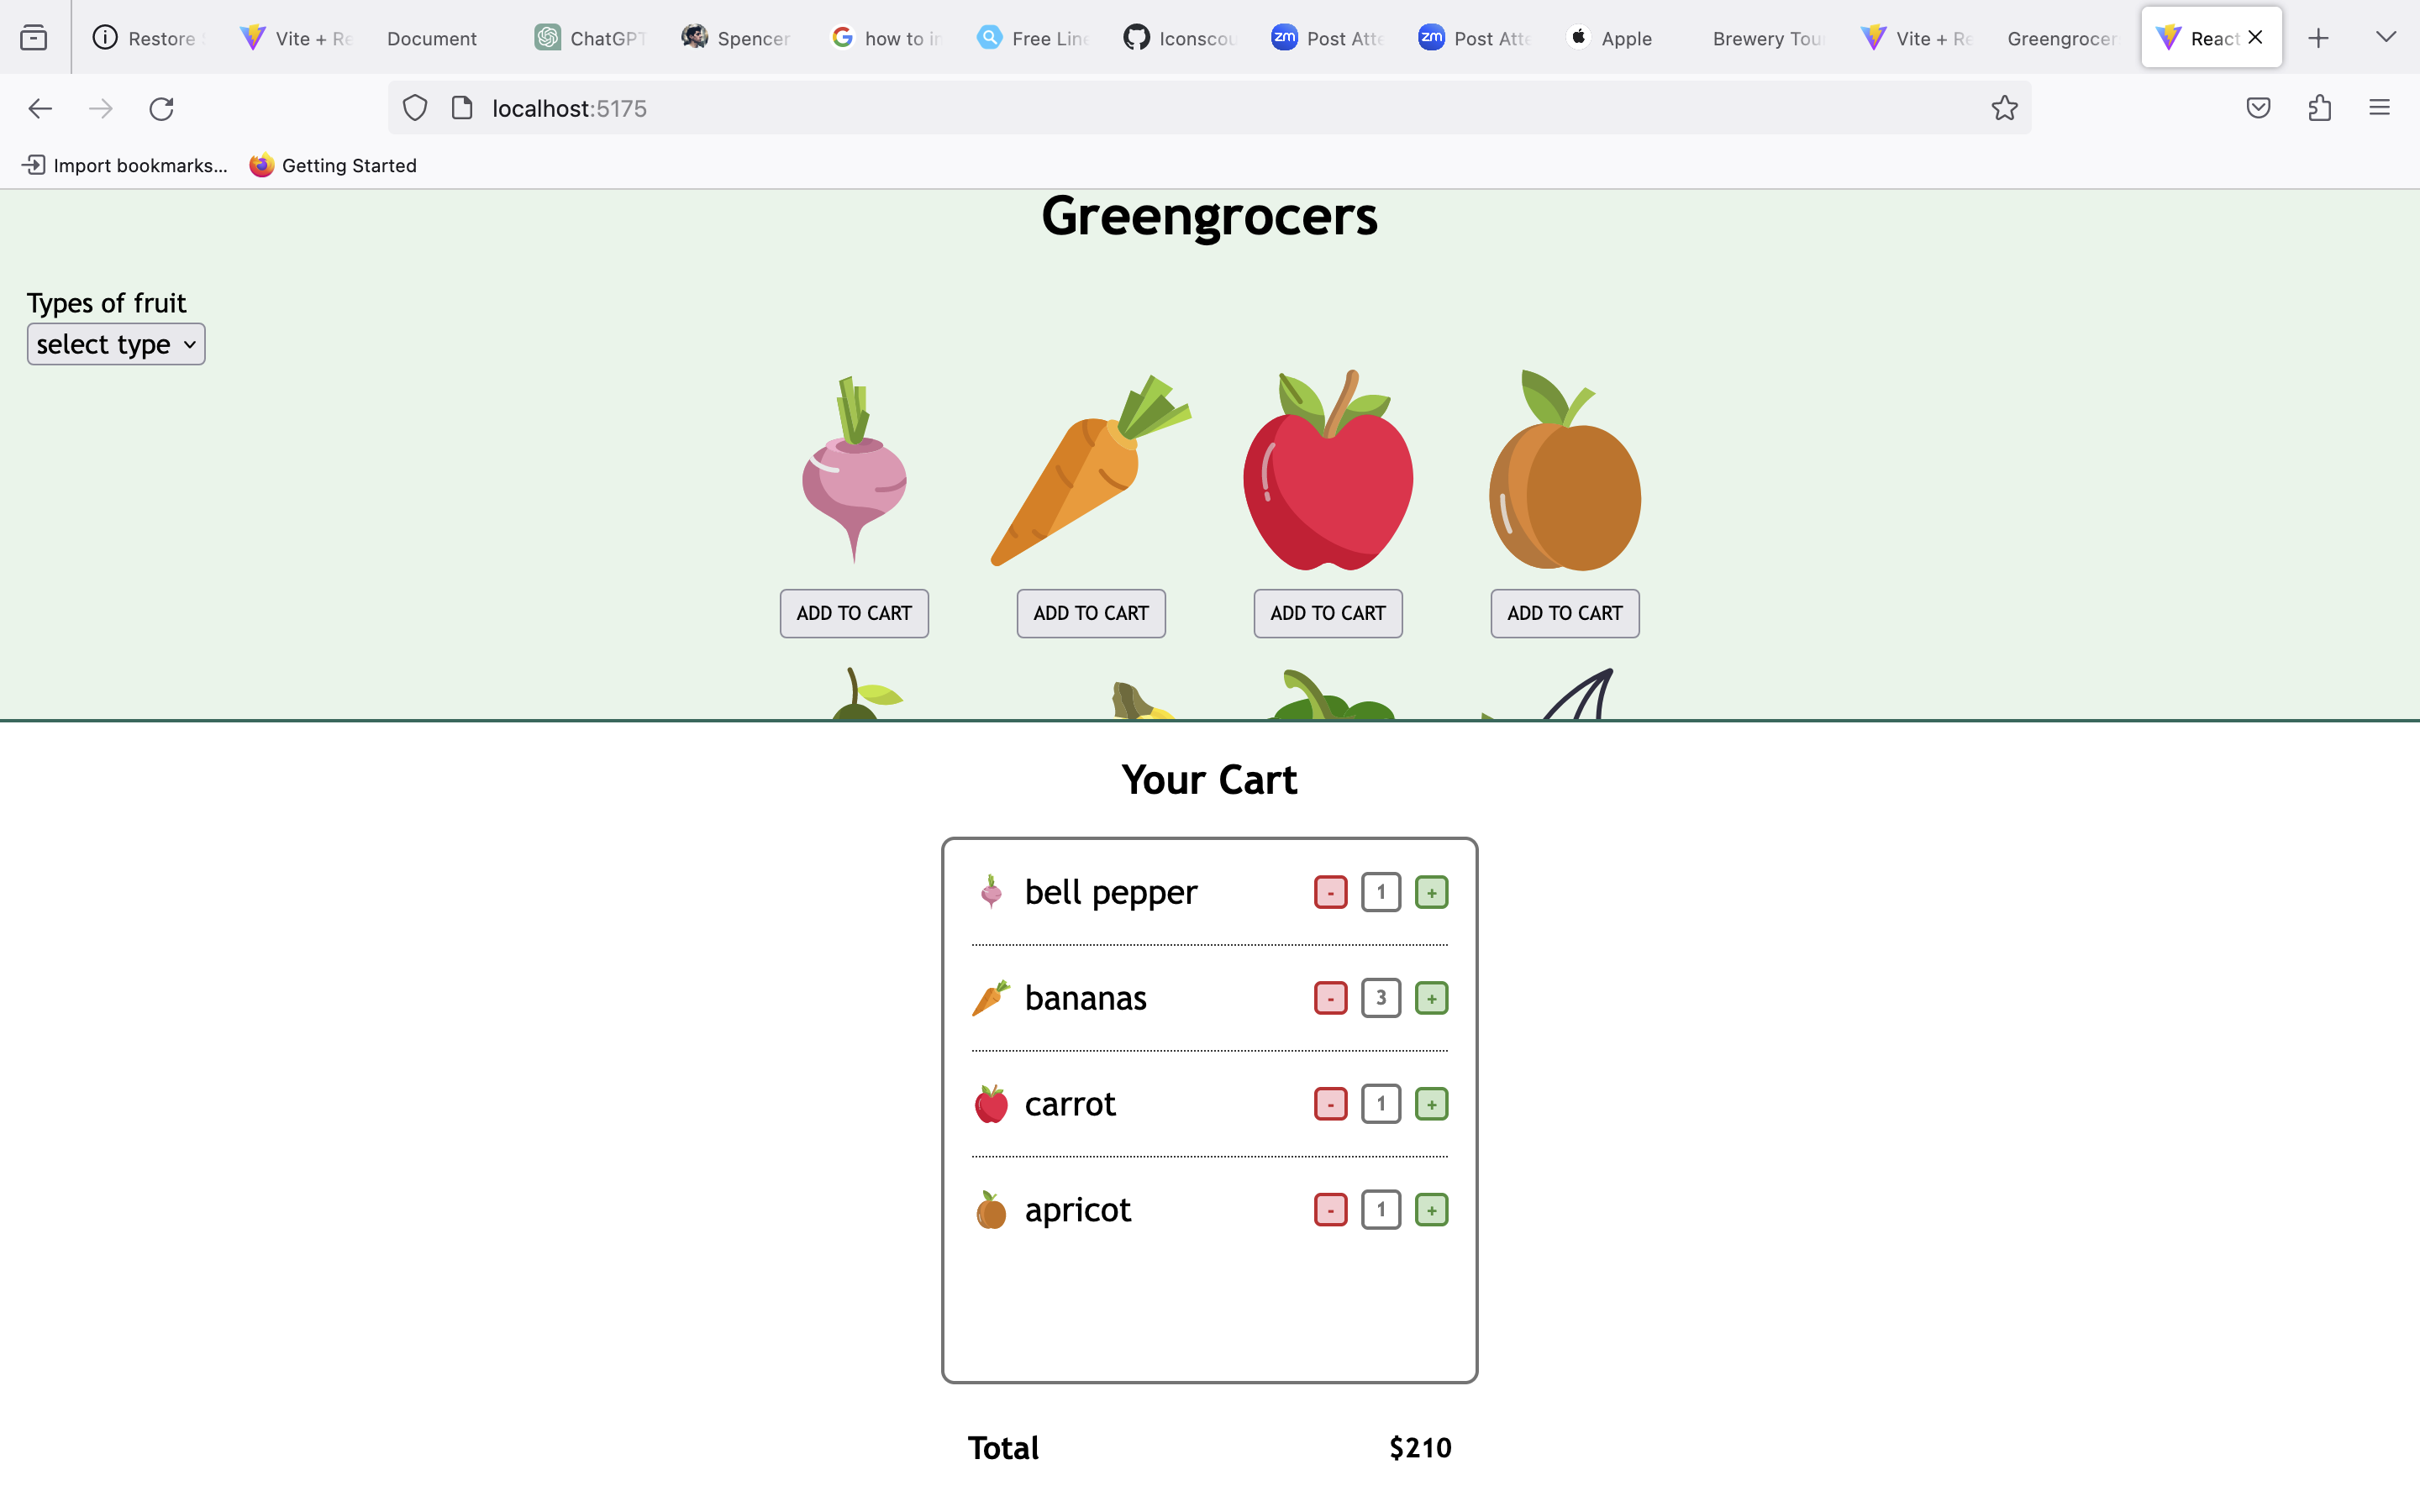 Restore
Vite + Re
Document
ChatGPT
Spencer
how to in
Free Line
Iconscou
zm Post Atte
zm Post Atte
Apple
Brewery Tou
Vite + Re
Greengrocer
React
localhost:5175
Import bookmarks...
Getting Started
Greengrocers
Types of fruit
select type
ADD TO CART ADD TO CART ADD TO CART ADD TO CART
Your Cart
bell pepper - 1 +
bananas - 3 +
carrot - 1 +
apricot - 1 +
Total $210